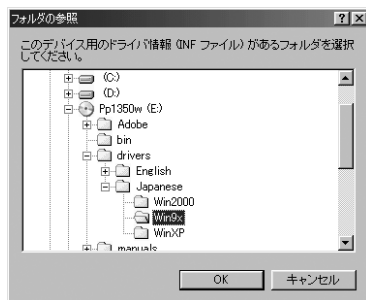 フォルダの参照
このデバイス用のドライバ情報 (INF ファイル) があるフォルダを選択
してください。
(C:)
(D:)
Pp1350w (E:)
Adobe
bin
drivers
English
Japanese
Win2000
Win9x
WinXP
manuals
OK
キャンセル